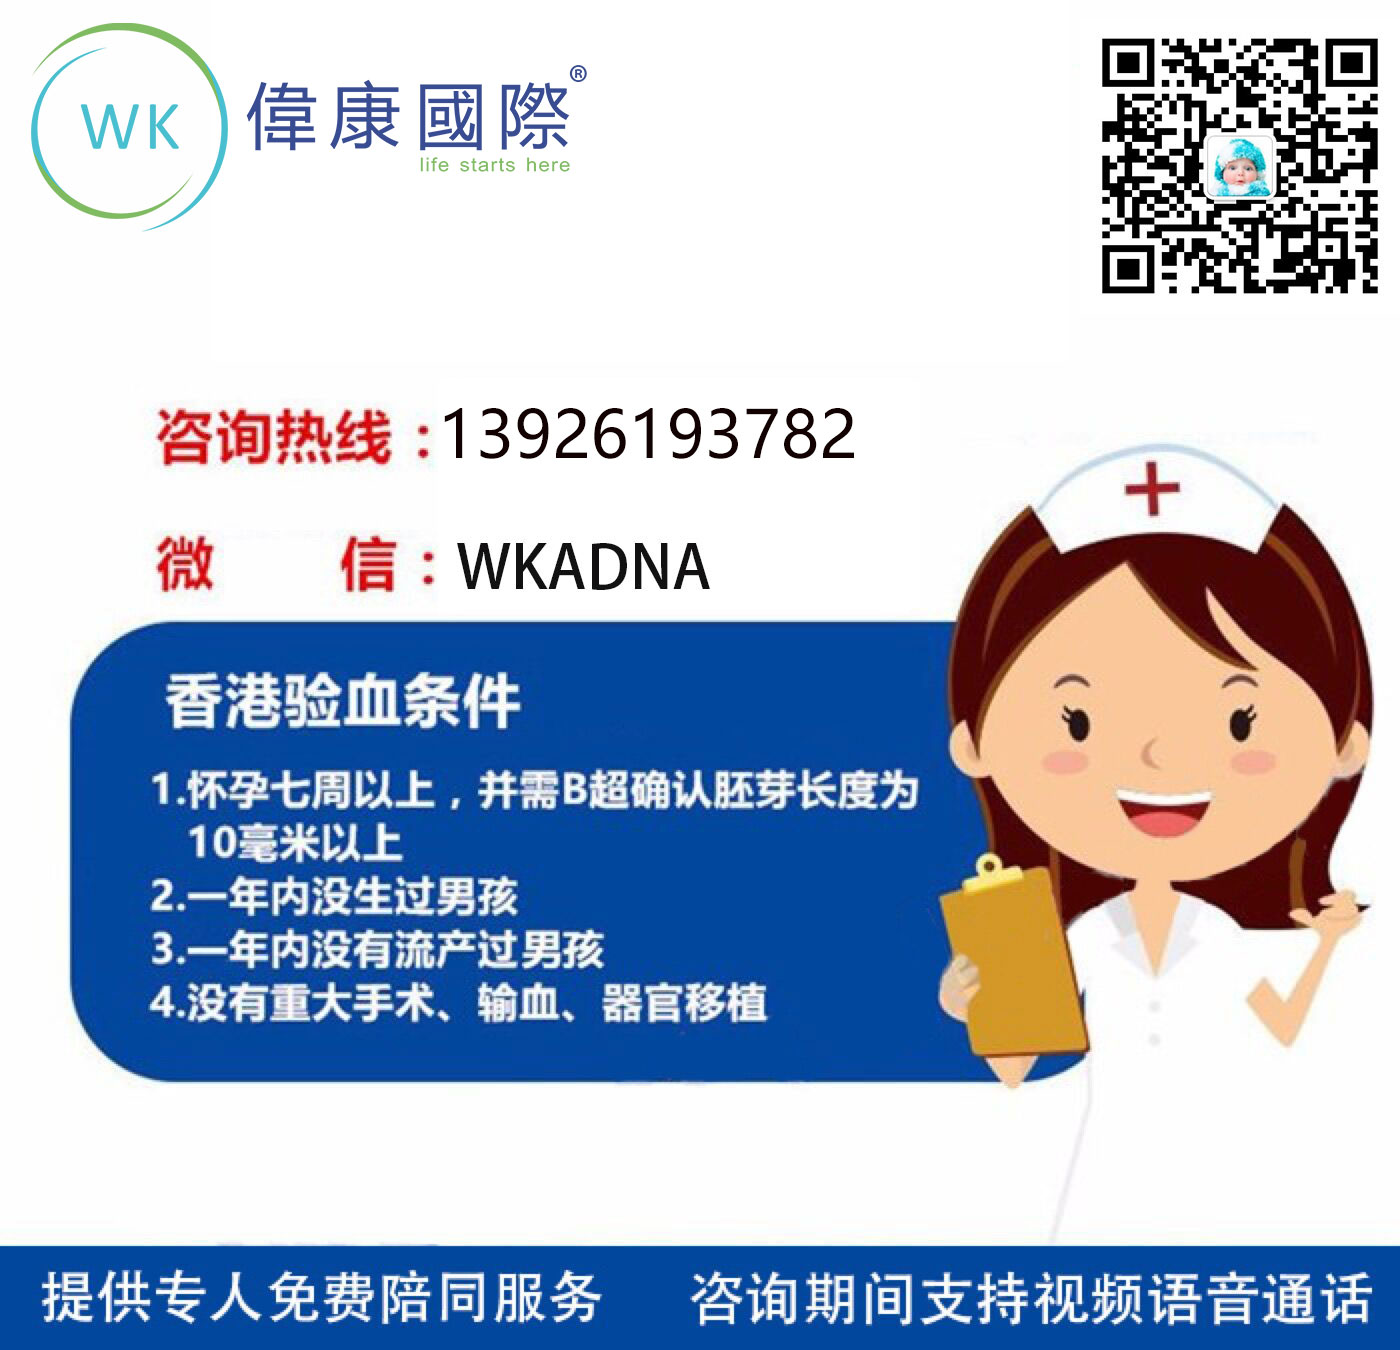 WK
偉康國際®
life starts here
咨询热线：13926193782
微 信：WKADNA
香港验血条件
1.怀孕七周以上，并需B超确认胚芽长度为
10毫米以上
2.一年内没生过男孩
3.一年内没有流产过男孩
4.没有重大手术、输血、器官移植
提供专人免费陪同服务 咨询期间支持视频语音通话